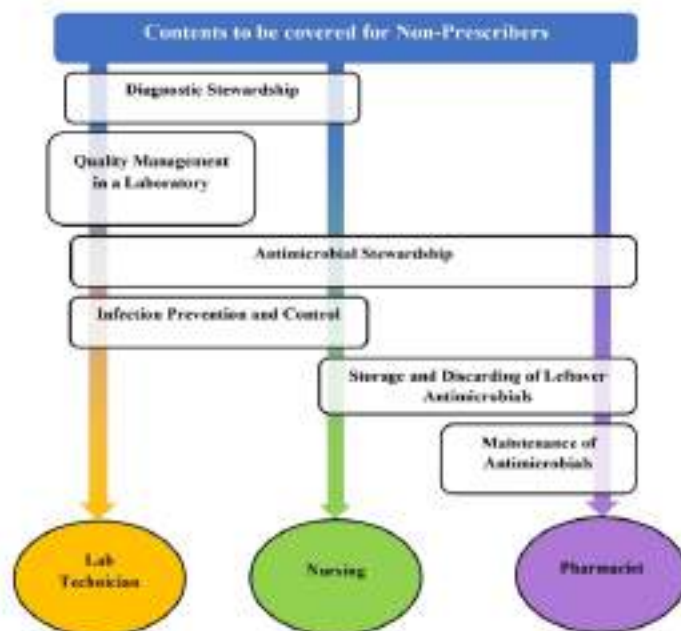 Contents to be covered for Non-Prescribers
Diagnostic Stewardship
Quality Management
in a Laboratory
Antimicrobial Stewardship
Infection Prevention and Control
Storage and Discarding of Leftover
Antimicrobials
Maintenance of
Antimicrobials
Lab
Technician
Nursing
Pharmacist